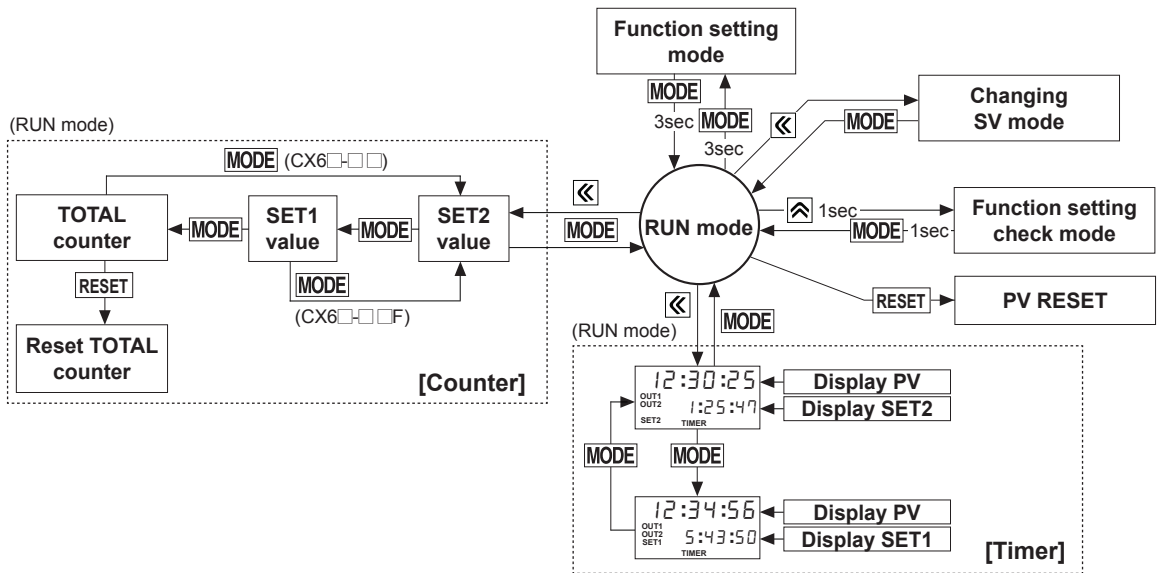 Function setting
mode
MODE
3sec
MODE
3sec
«
MODE
Changing
SV mode
(RUN mode)
MODE (CX6□-□□)
TOTAL
counter
MODE
SET1
value
MODE
SET2
value
«
MODE
RUN mode
1sec
MODE 1sec
Function setting
check mode
RESET
MODE
(CX6□-□□F)
RESET
PV RESET
Reset TOTAL
counter
[Counter]
«
MODE
(RUN mode)
12:30:25
Display PV
OUT1
OUT2
1:25:47
Display SET2
SET2
TIMER
MODE
MODE
12:34:56
Display PV
OUT1
OUT2
SET1
5:43:50
Display SET1
TIMER
[Timer]